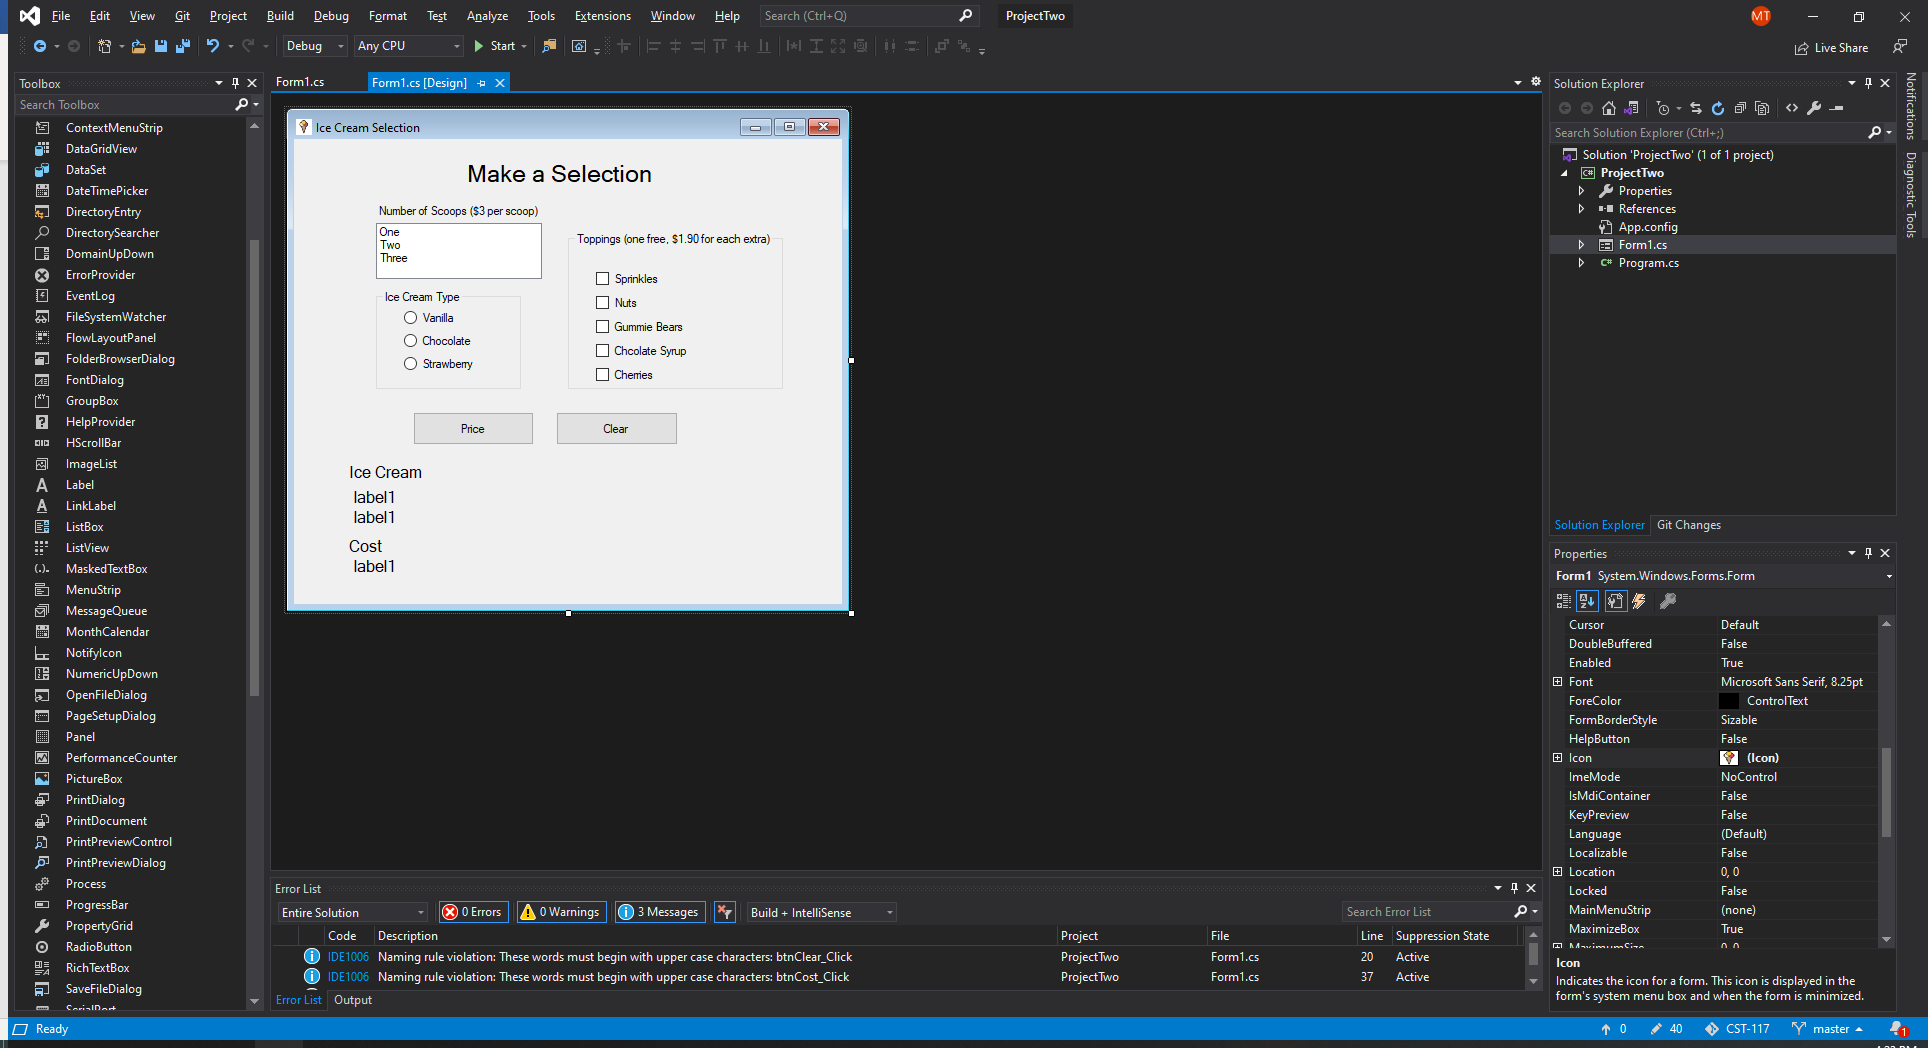 File Edit View Git Project Build Debug Format Test Analyze Tools Extensions Window Help Search (Ctrl+Q) ProjectTwo MT
Debug Any CPU Start Live Share
Toolbox
Search Toolbox
ContextMenuStrip
DataGridView
DataSet
DateTimePicker
DirectoryEntry
DirectorySearcher
DomainUpDown
ErrorProvider
EventLog
FileSystemWatcher
FlowLayoutPanel
FolderBrowserDialog
FontDialog
GroupBox
HelpProvider
HScrollBar
ImageList
Label
LinkLabel
ListBox
ListView
MaskedTextBox
MenuStrip
MessageQueue
MonthCalendar
NotifyIcon
NumericUpDown
OpenFileDialog
PageSetupDialog
Panel
PerformanceCounter
PictureBox
PrintDialog
PrintDocument
PrintPreviewControl
PrintPreviewDialog
Process
ProgressBar
PropertyGrid
RadioButton
RichTextBox
SaveFileDialog
SerialPort
Form1.cs Form1.cs [Design]
Ice Cream Selection
Make a Selection
Number of Scoops ($3 per scoop)
One
Two
Three
Ice Cream Type
Vanilla
Chocolate
Strawberry
Toppings (one free, $1.90 for each extra)
Sprinkles
Nuts
Gummie Bears
Chcolate Syrup
Cherries
Price Clear
Ice Cream
label1
label1
Cost
label1
Error List
Entire Solution 0 Errors 0 Warnings 3 Messages Build + IntelliSense Search Error List
Code Description Project File Line Suppression State
IDE1006 Naming rule violation: These words must begin with upper case characters: btnClear_Click ProjectTwo Form1.cs 20 Active
IDE1006 Naming rule violation: These words must begin with upper case characters: btnCost_Click ProjectTwo Form1.cs 37 Active
Error List Output
Solution Explorer
Search Solution Explorer (Ctrl+;)
Solution 'ProjectTwo' (1 of 1 project)
ProjectTwo
Properties
References
App.config
Form1.cs
Program.cs
Solution Explorer Git Changes
Properties
Form1 System.Windows.Forms.Form
Cursor Default
DoubleBuffered False
Enabled True
Font Microsoft Sans Serif, 8.25pt
ForeColor ControlText
FormBorderStyle Sizable
HelpButton False
Icon (Icon)
ImeMode NoControl
IsMdiContainer False
KeyPreview False
Language (Default)
Localizable False
Location 0, 0
Locked False
MainMenuStrip (none)
MaximizeBox True
MaximumSize 0, 0
Icon
Indicates the icon for a form. This icon is displayed in the
form's system menu box and when the form is minimized.
Notifications
Diagnostic Tools
Ready 0 40 CST-117 master 1